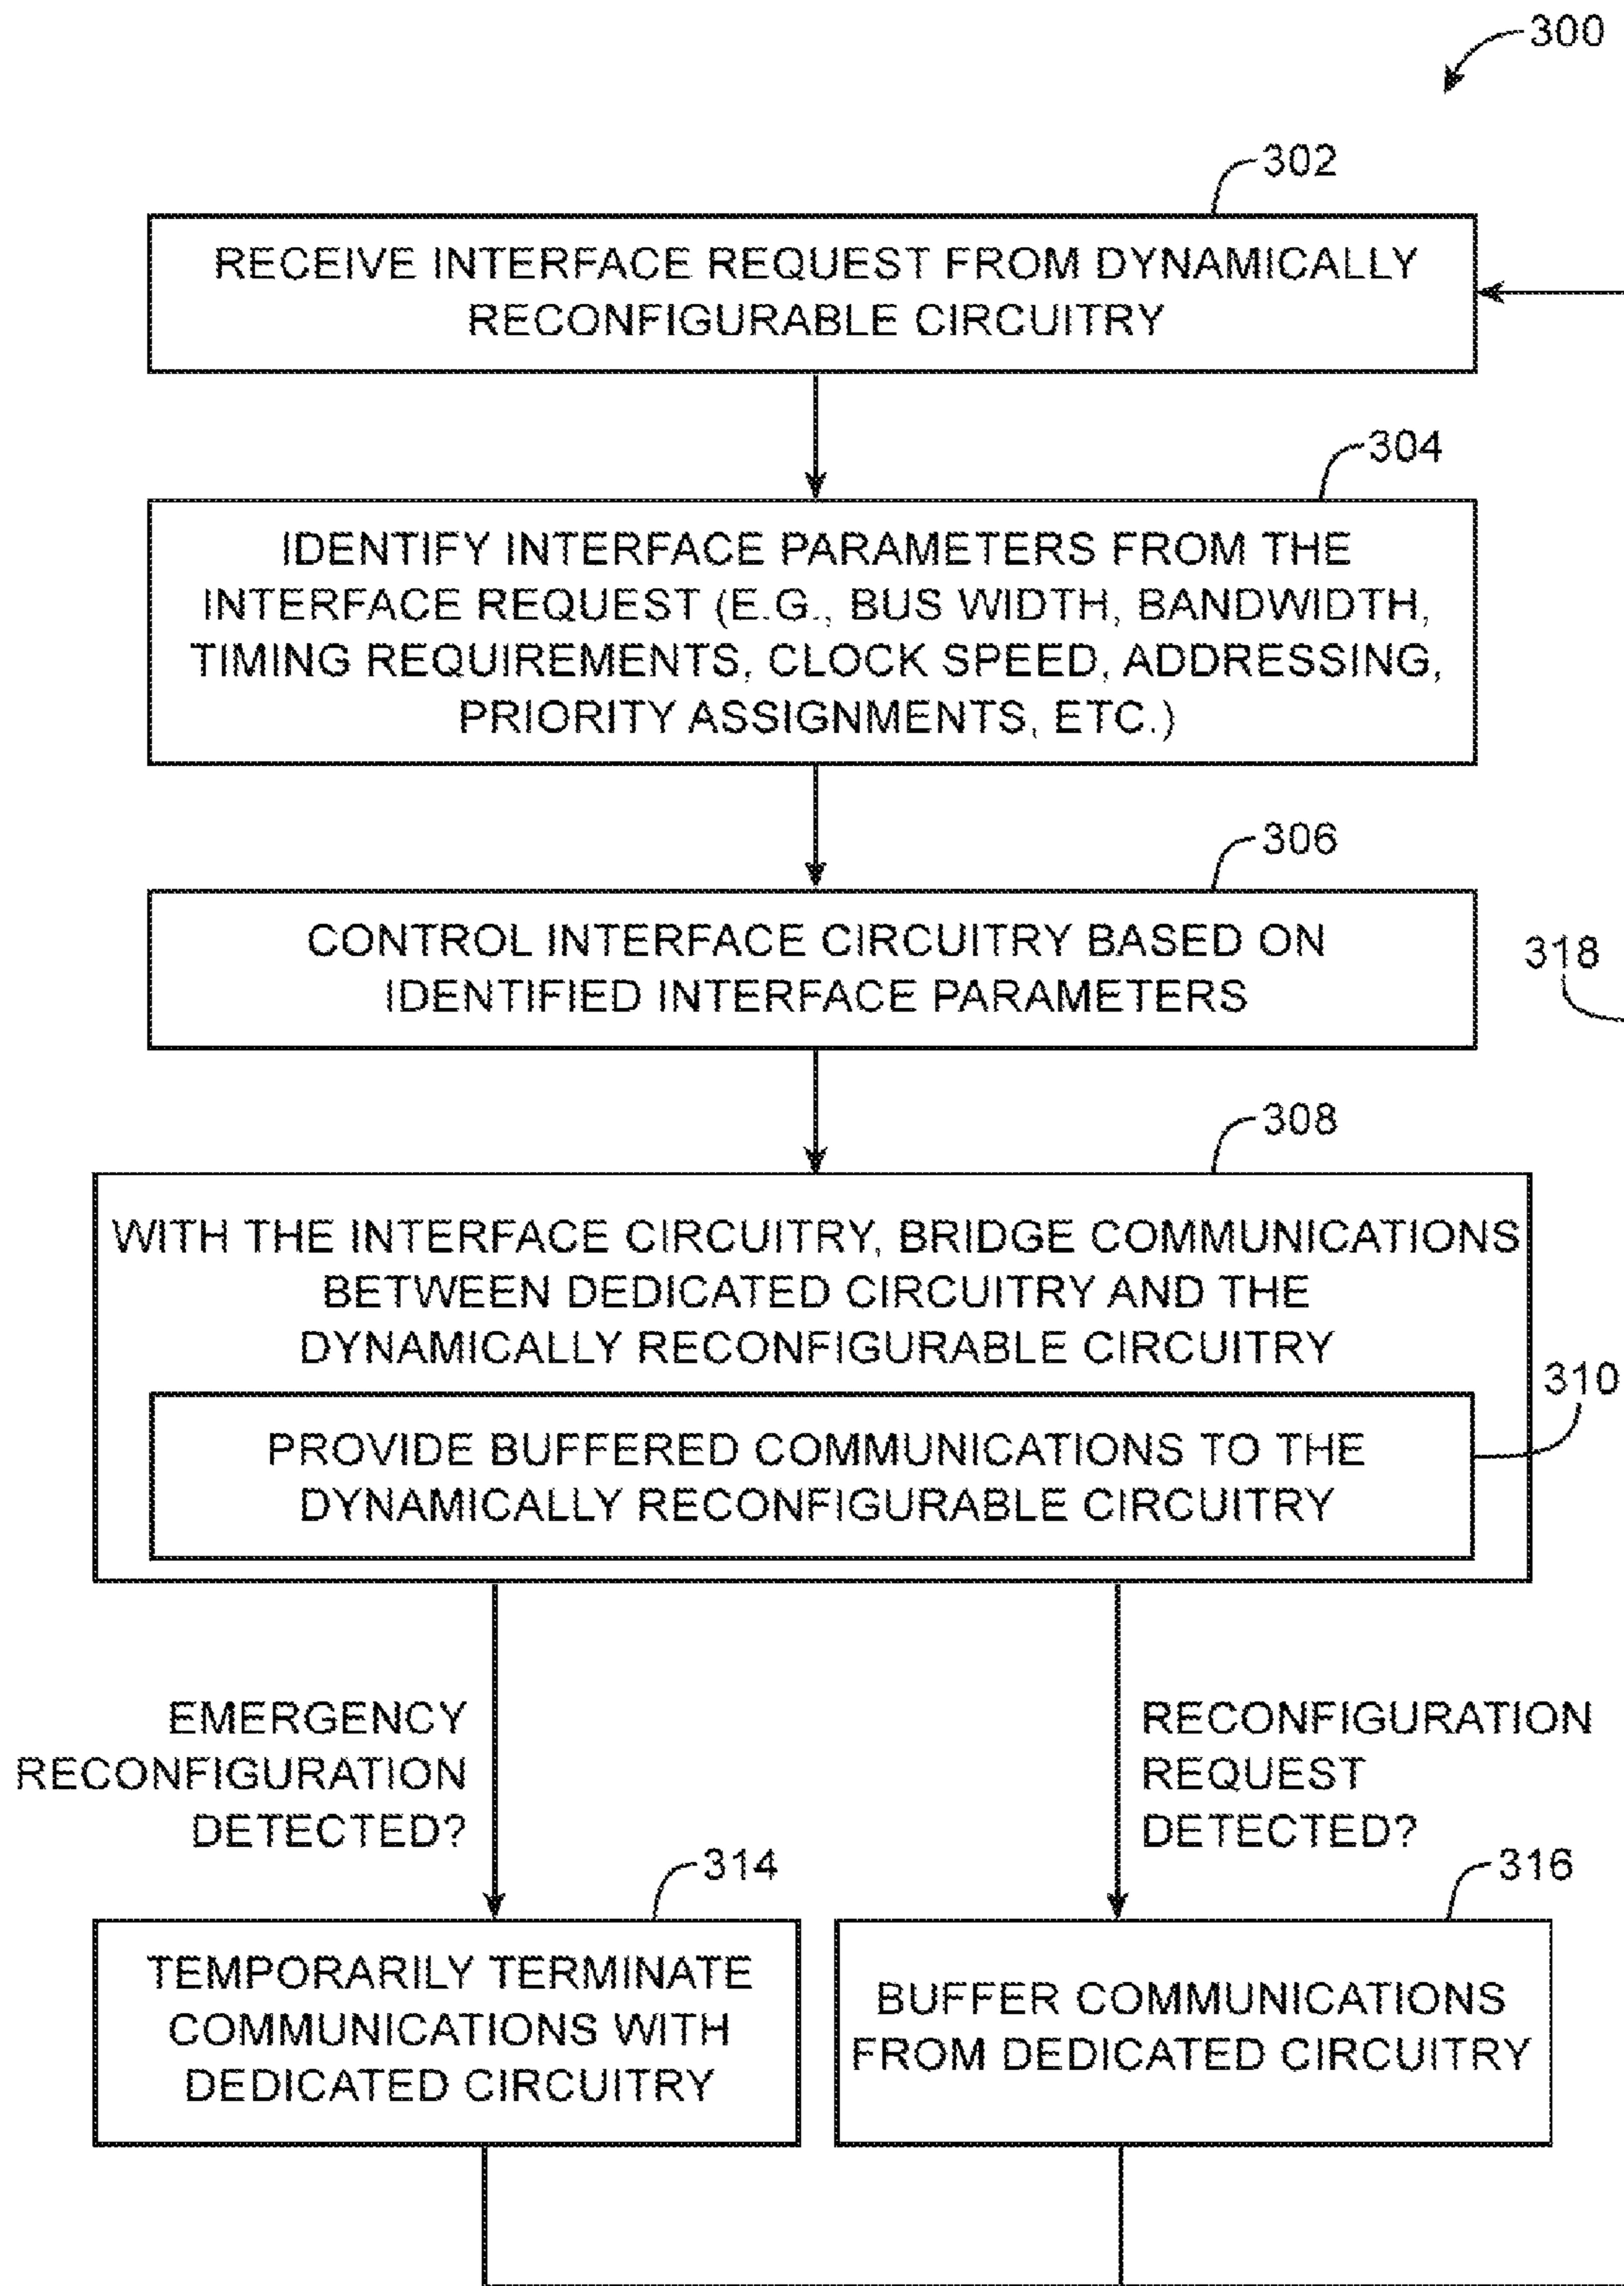 300
302
RECEIVE INTERFACE REQUEST FROM DYNAMICALLY
RECONFIGURABLE CIRCUITRY
304
IDENTIFY INTERFACE PARAMETERS FROM THE
INTERFACE REQUEST (E.G., BUS WIDTH, BANDWIDTH,
TIMING REQUIREMENTS, CLOCK SPEED, ADDRESSING,
PRIORITY ASSIGNMENTS, ETC.)
306
CONTROL INTERFACE CIRCUITRY BASED ON
IDENTIFIED INTERFACE PARAMETERS
318
308
WITH THE INTERFACE CIRCUITRY, BRIDGE COMMUNICATIONS
BETWEEN DEDICATED CIRCUITRY AND THE
DYNAMICALLY RECONFIGURABLE CIRCUITRY
310
PROVIDE BUFFERED COMMUNICATIONS TO THE
DYNAMICALLY RECONFIGURABLE CIRCUITRY
EMERGENCY
RECONFIGURATION
DETECTED?
RECONFIGURATION
REQUEST
DETECTED?
314
TEMPORARILY TERMINATE
COMMUNICATIONS WITH
DEDICATED CIRCUITRY
316
BUFFER COMMUNICATIONS
FROM DEDICATED CIRCUITRY